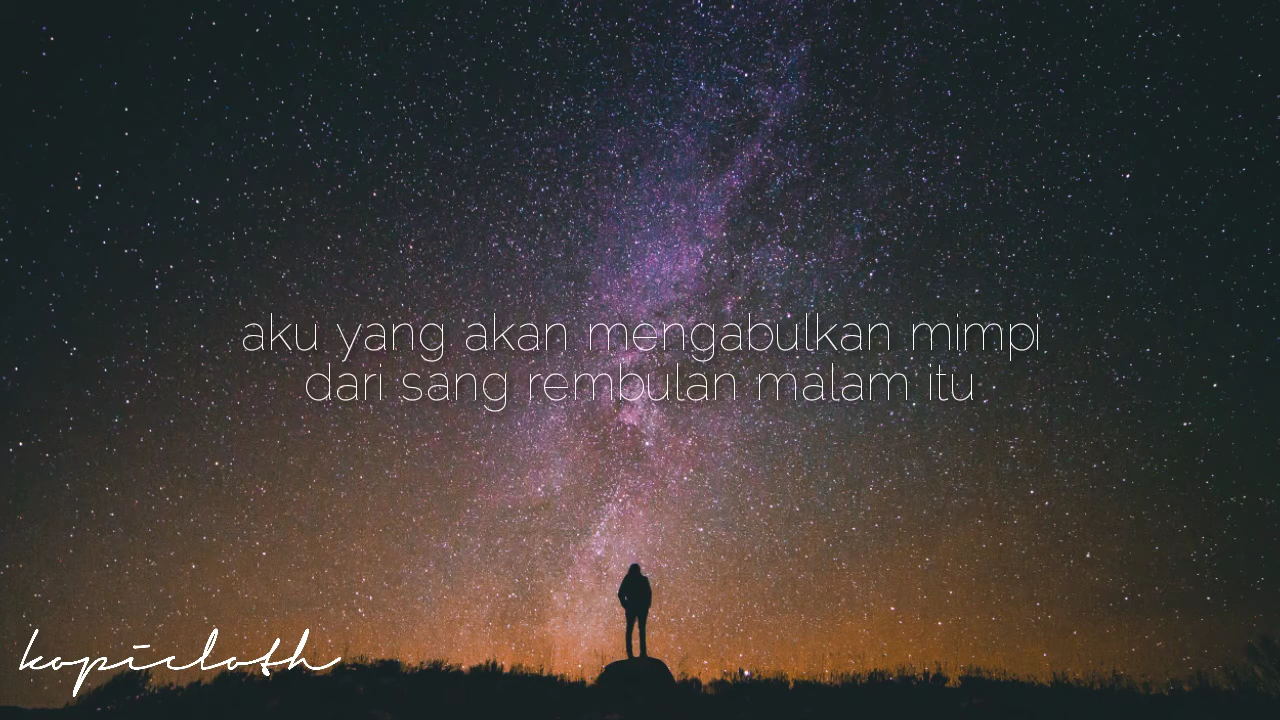 aku yang akan mengabulkan mimpi
dari sang rembulan malam itu
kopicloth